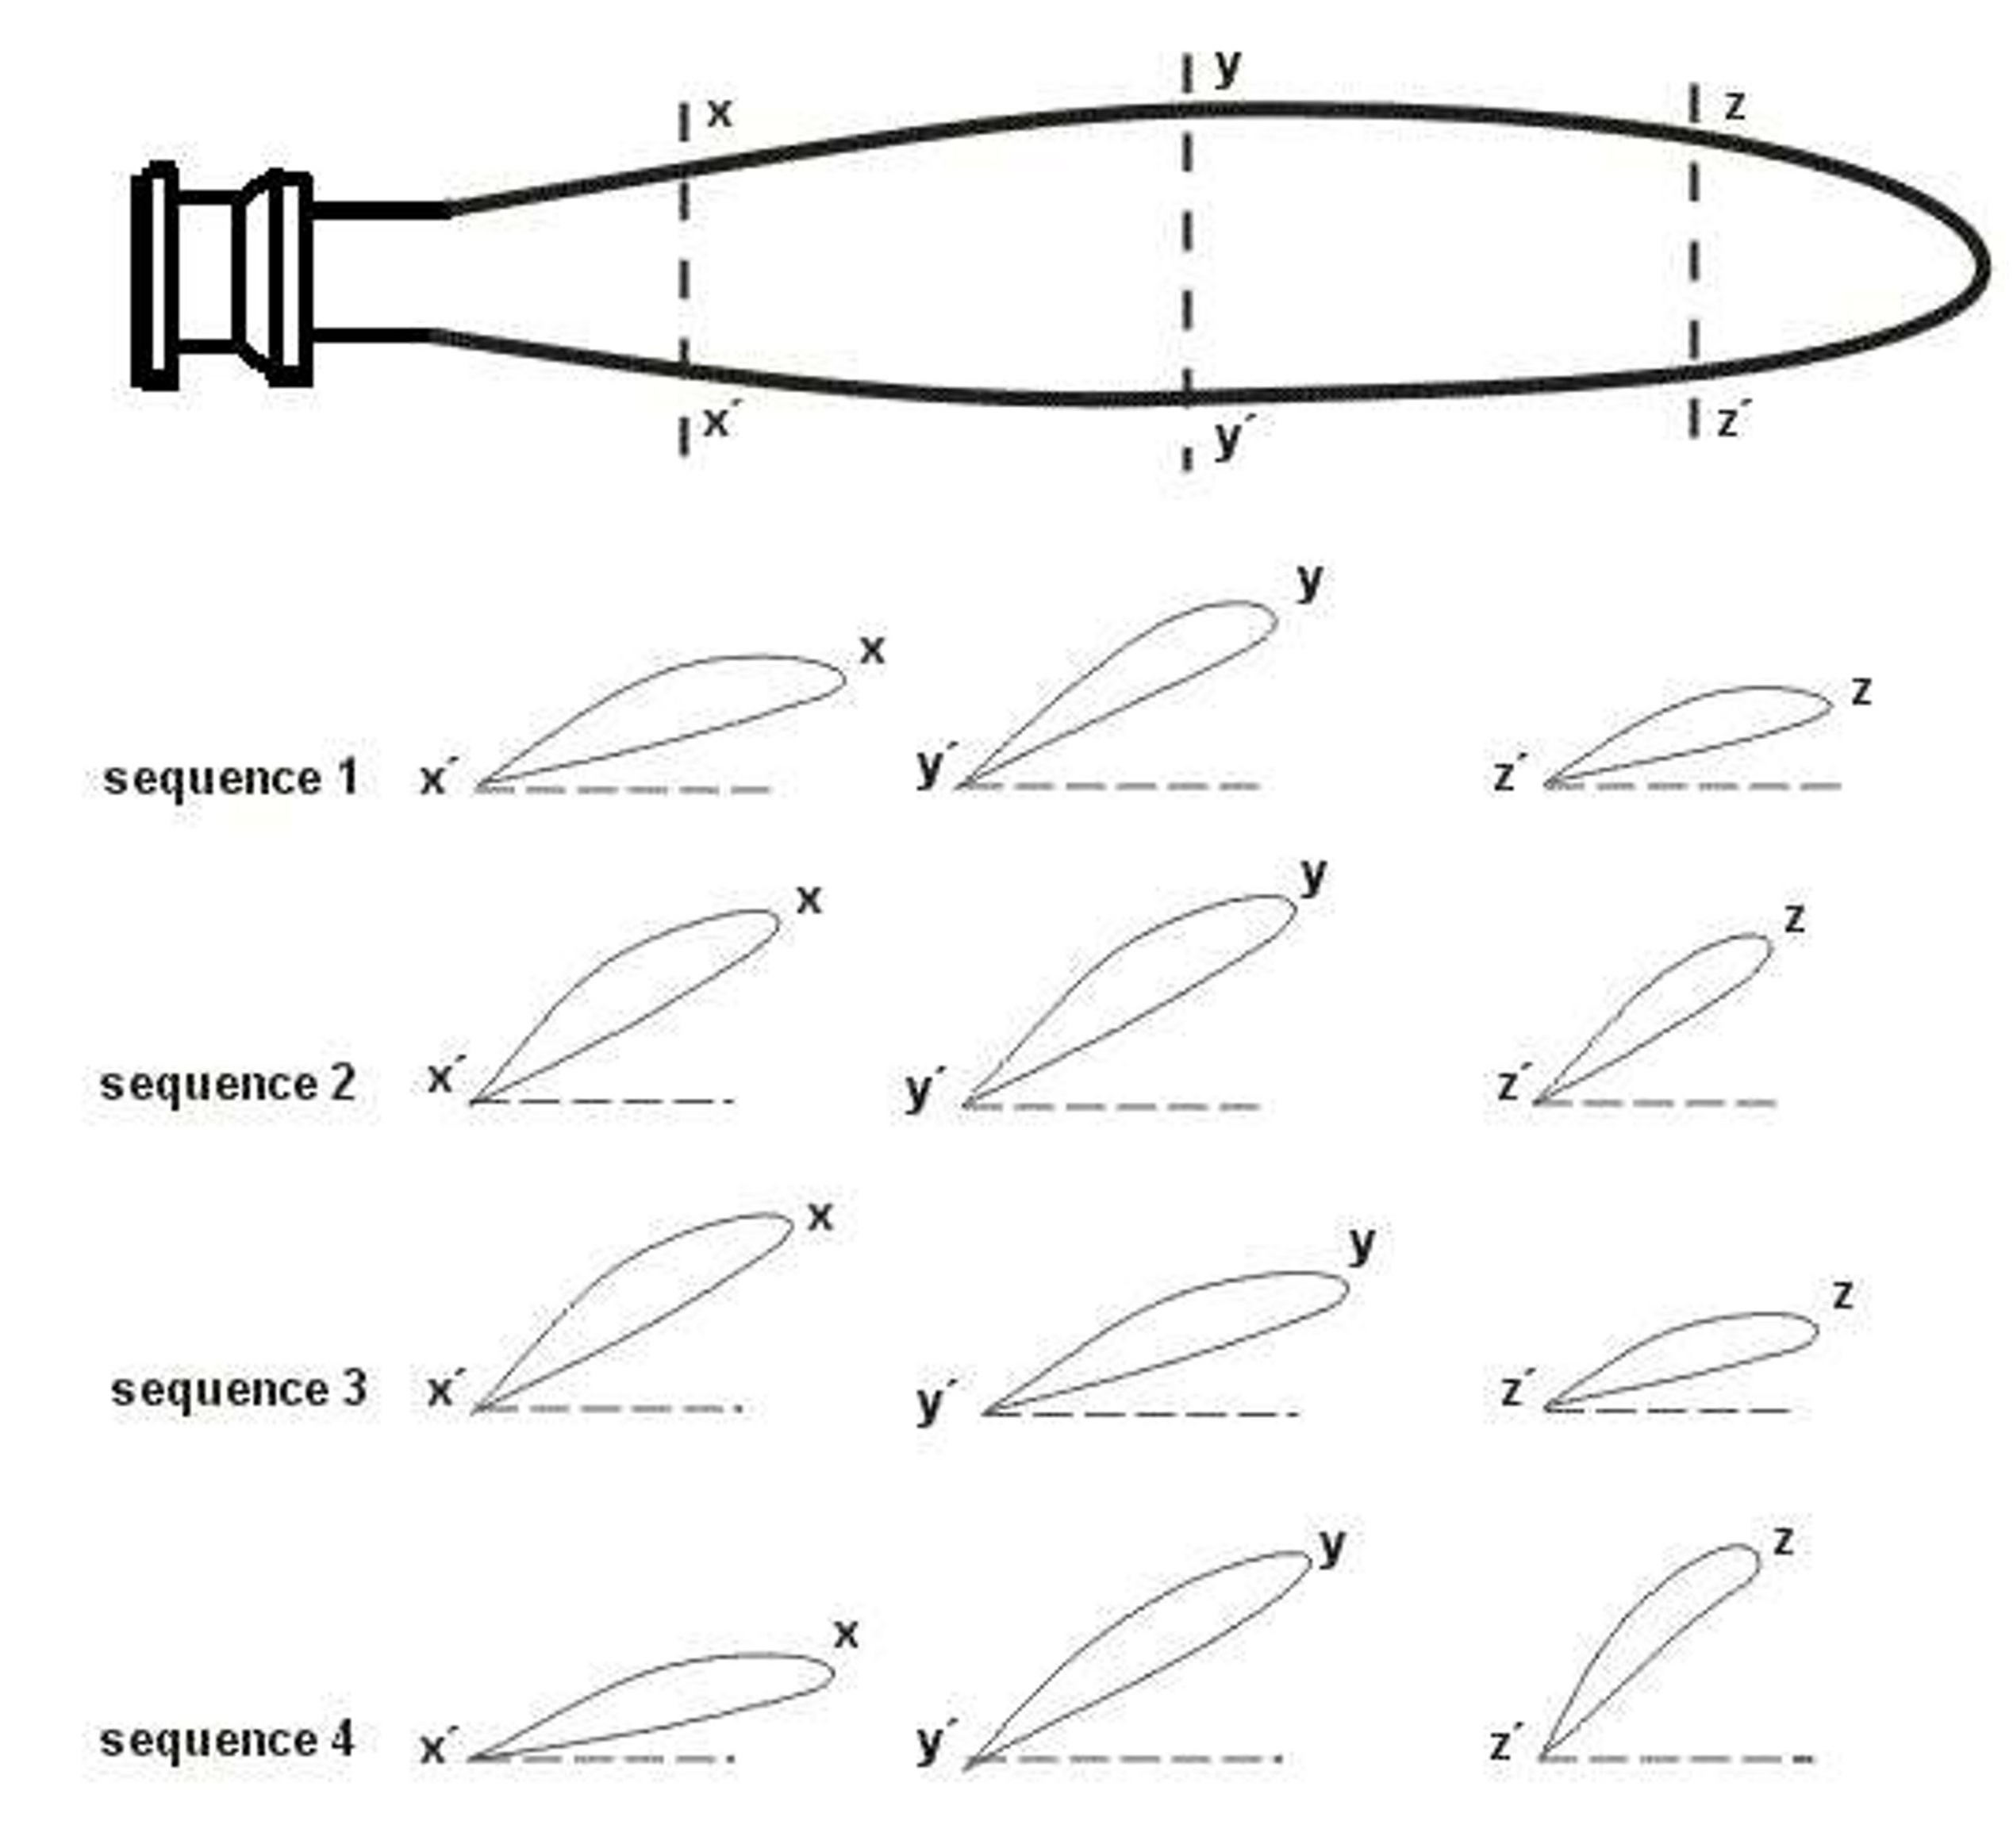 y
x z
x´ y´ z´
y
x
z
sequence 1 x´ y´ z´
y
x z
sequence 2 x´ y´ z´
x y
z
sequence 3 x´ y´ z´
y z
x
sequence 4 x´ y´ z´